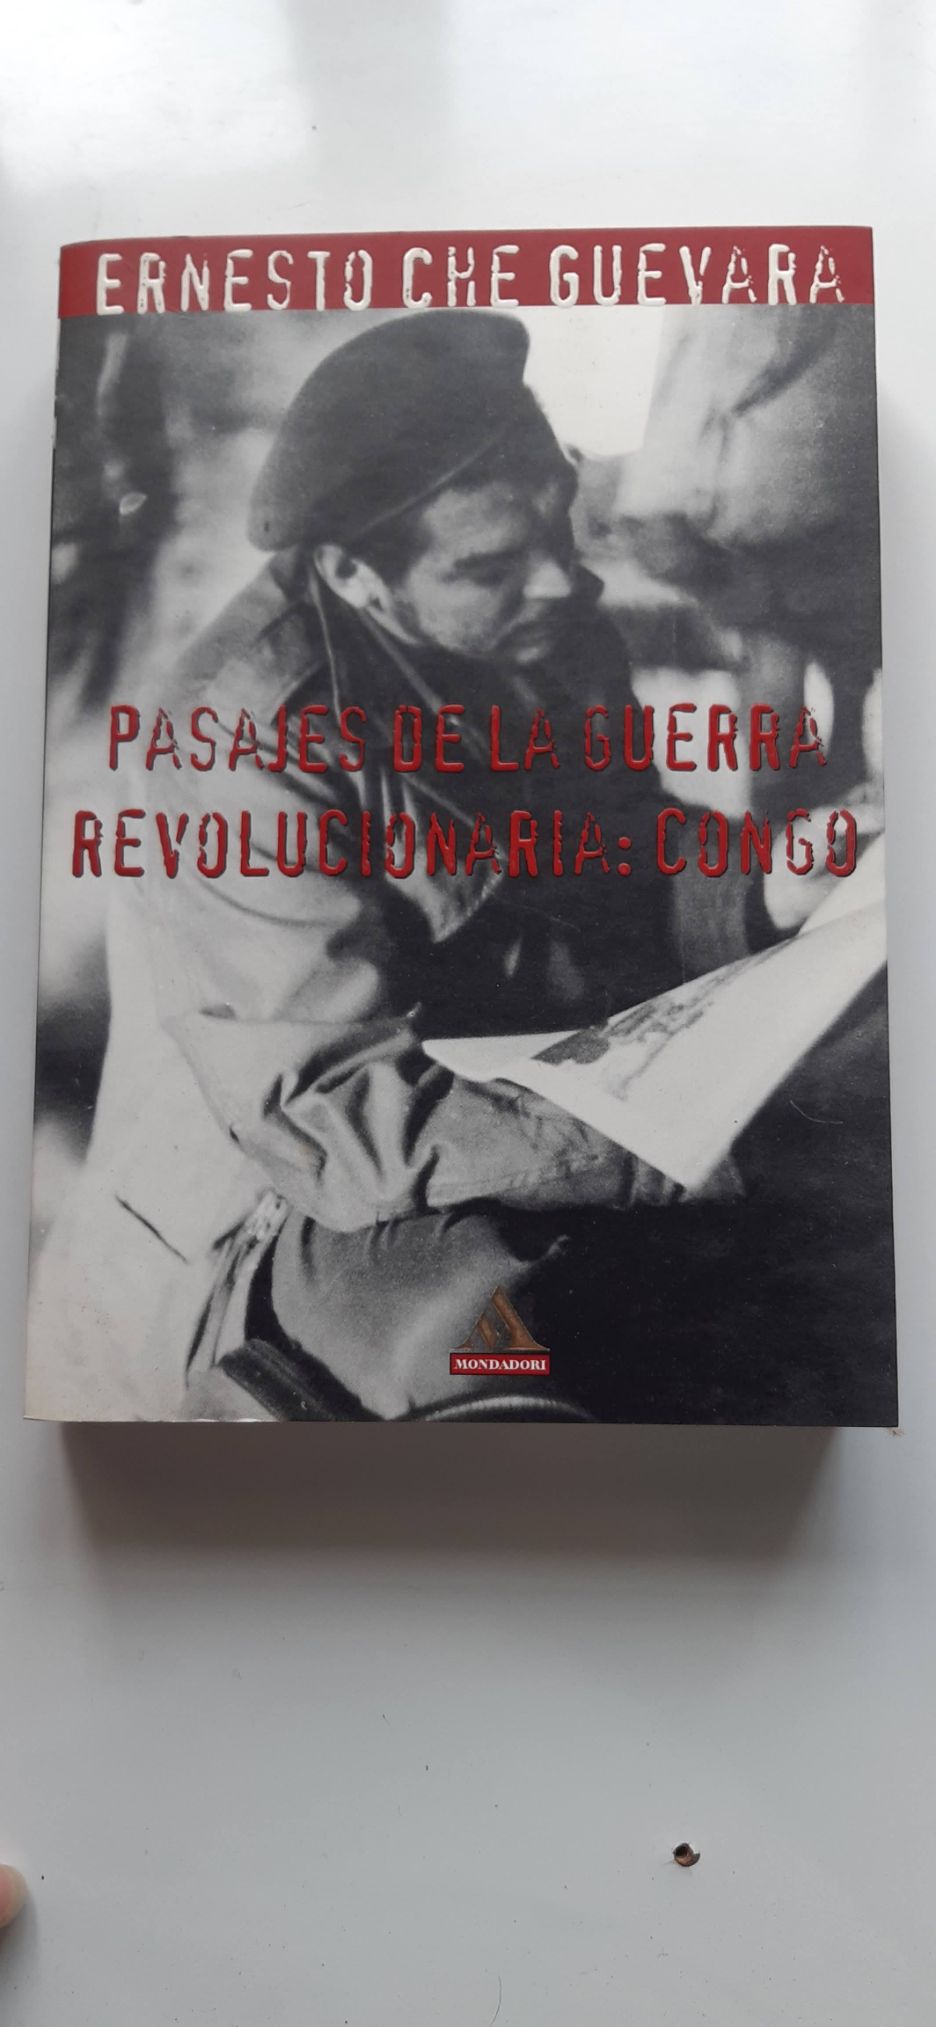 ERNESTO CHE GUEVARA
PASAJES DE LA GUERRA
REVOLUCIONARIA: CONGO
MONDADORI